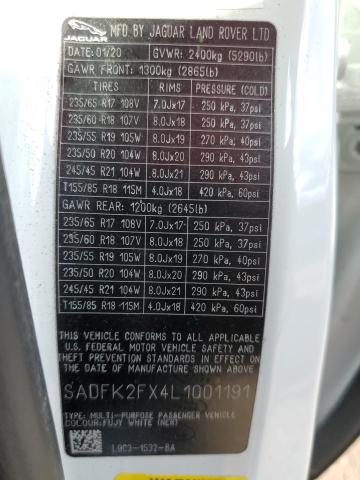 JAGUAR
MFD BY JAGUAR LAND ROVER LTD
DATE: 01/20 GVWR: 2400kg (5290lb)
GAWR FRONT: 1300kg (2865lb)
TIRES RIMS PRESSURE (COLD)
235/65 R17 108V 7.0Jx17 250 kPa, 37psi
235/60 R18 107V 8.0Jx18 250 kPa, 37psi
235/55 R19 105W 8.0Jx19 270 kPa, 40psi
235/50 R20 104W 8.0Jx20 290 kPa, 43psi
245/45 R21 104W 8.0Jx21 290 kPa, 43psi
T155/85 R18 115M 4.0Jx18 420 kPa, 60psi
GAWR REAR: 1200kg (2645lb)
235/65 R17 108V 7.0Jx17 250 kPa, 37psi
235/60 R18 107V 8.0Jx18 250 kPa, 37psi
235/55 R19 105W 8.0Jx19 270 kPa, 40psi
235/50 R20 104W 8.0Jx20 290 kPa, 43psi
245/45 R21 104W 8.0Jx21 290 kPa, 43psi
T155/85 R18 115M 4.0Jx18 420 kPa, 60psi
THIS VEHICLE CONFORMS TO ALL
APPLICABLE FEDERAL MOTOR VEHICLE
SAFETY, BUMPER, AND THEFT
PREVENTION STANDARDS IN EFFECT ON
THE DATE OF MANUFACTURE SHOWN ABOVE
SADFK2FX4L1001191
TYPE: MULTI-PURPOSE PASSENGER VEHICLE
COLOUR: FUJI WHITE (NER)
L9C3-1532-BA
WARNING